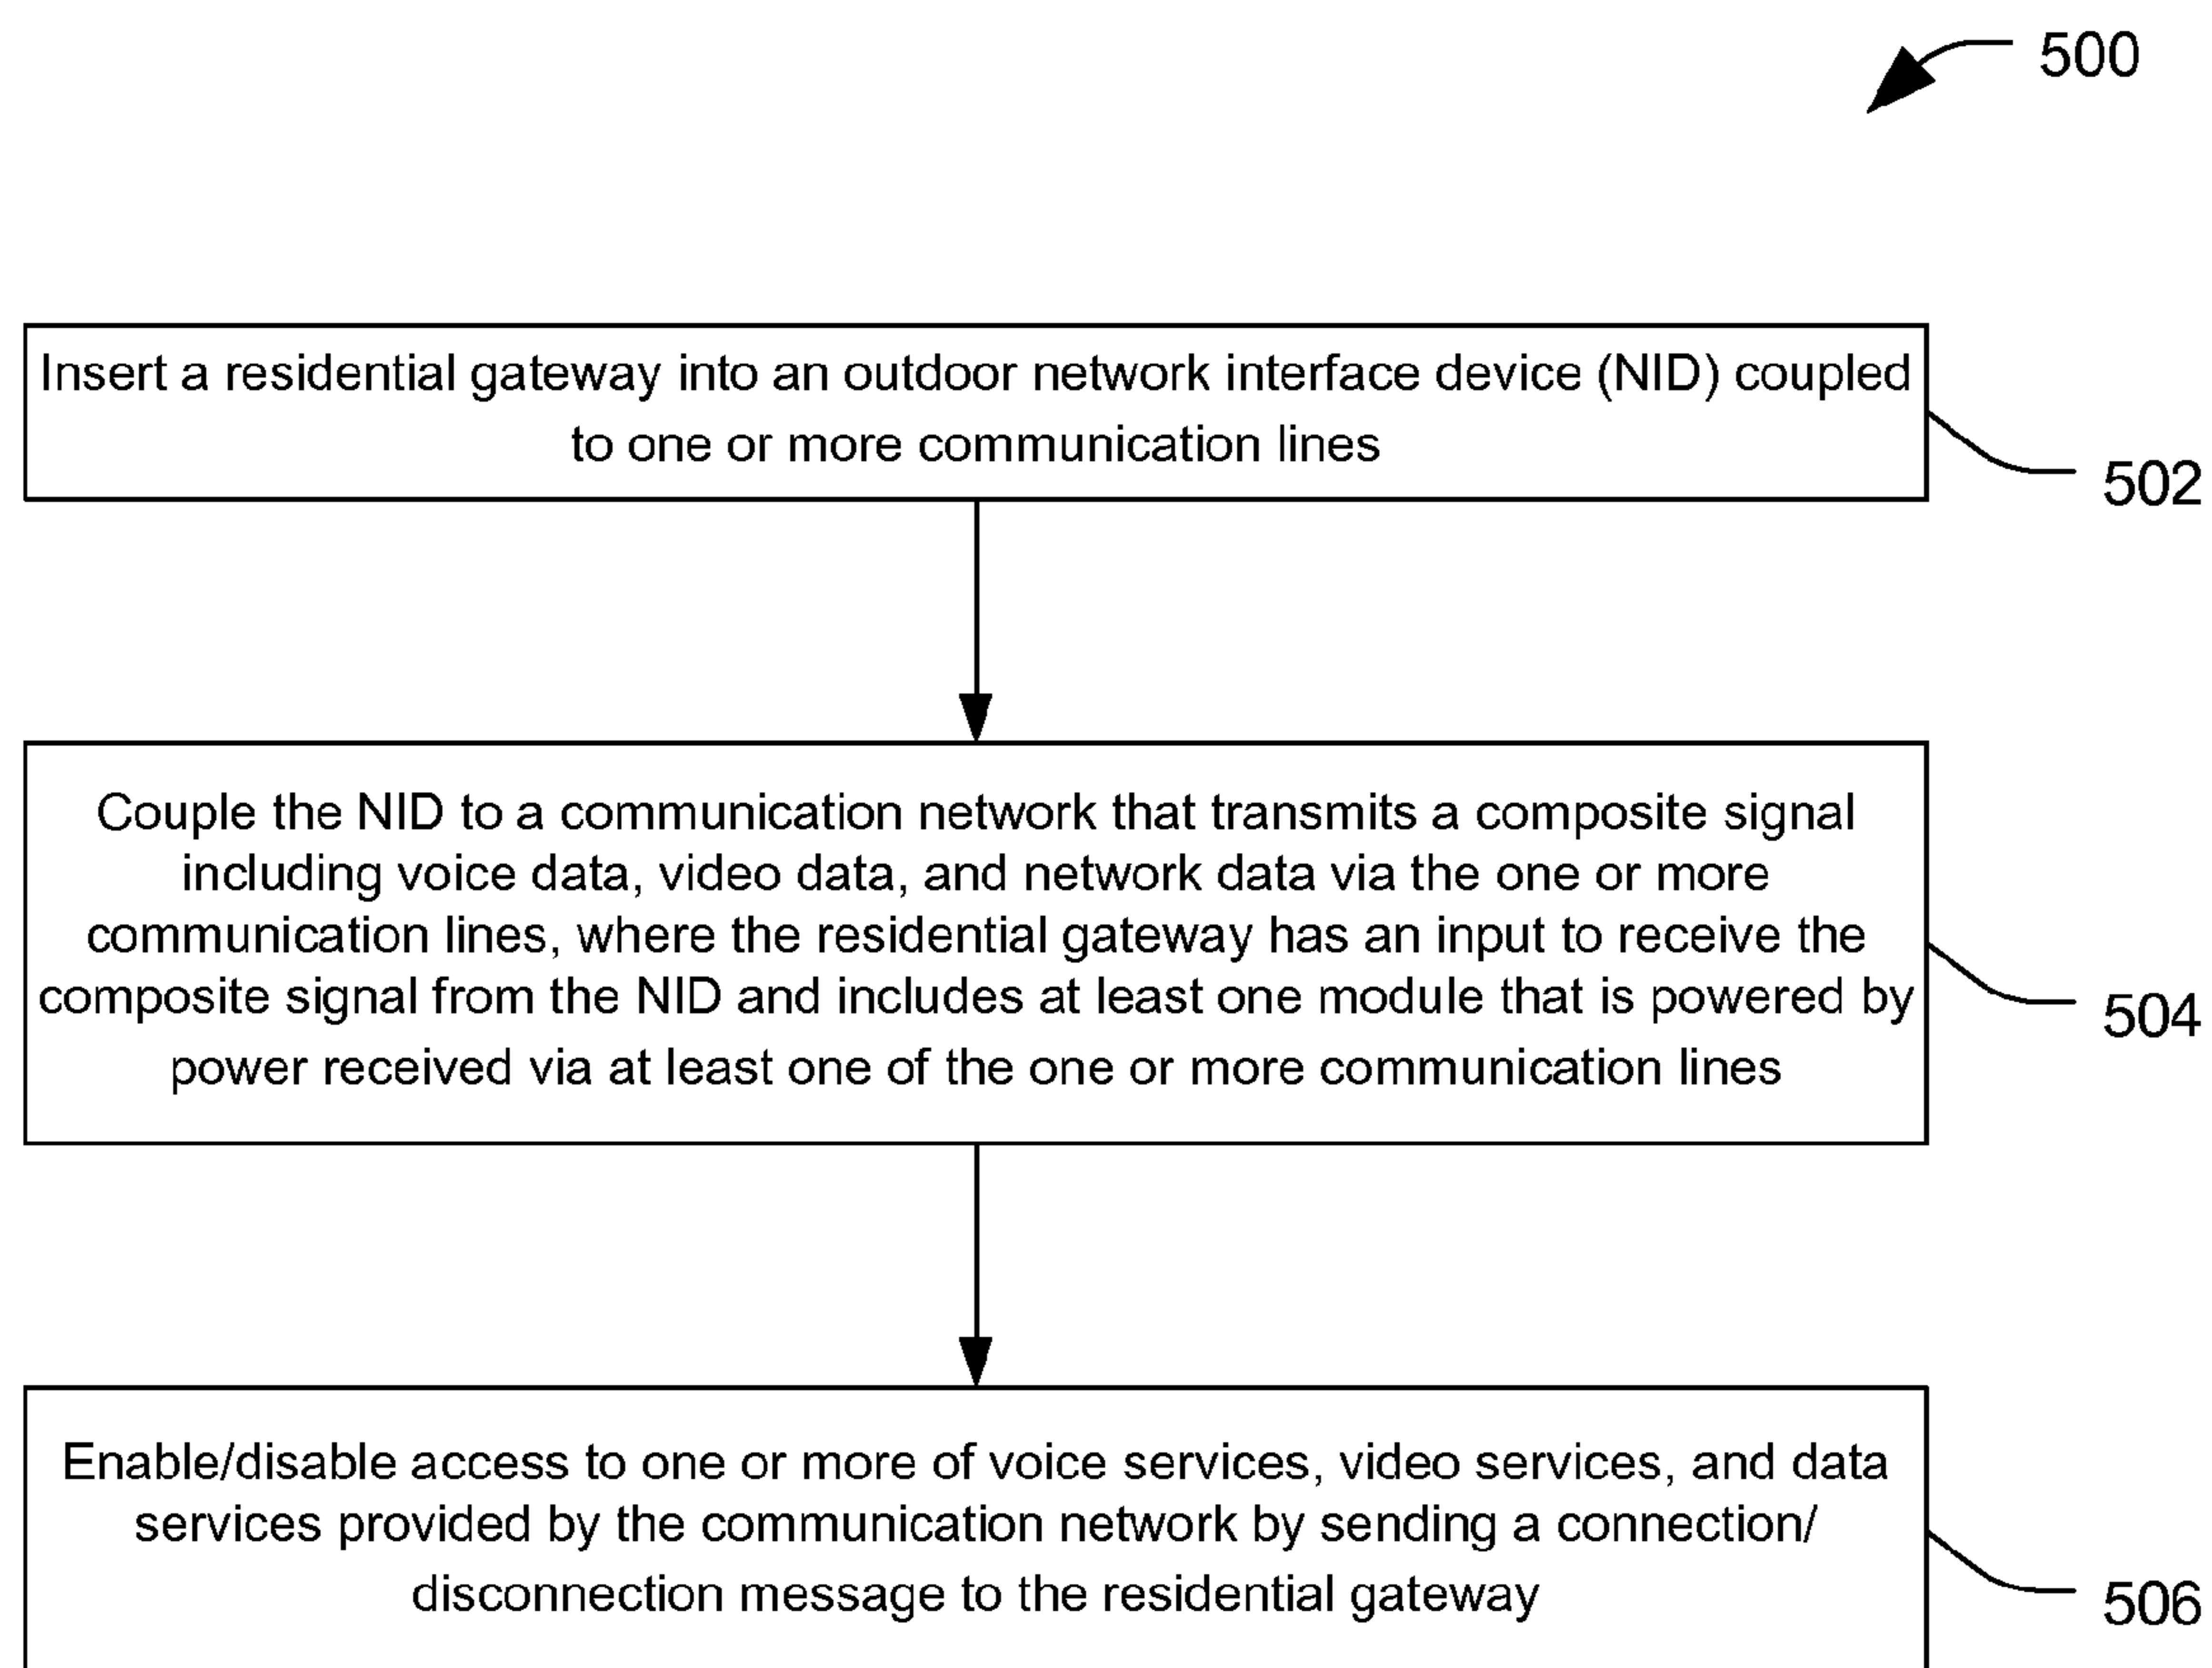 500
Insert a residential gateway into an outdoor network interface device (NID) coupled
to one or more communication lines
502
Couple the NID to a communication network that transmits a composite signal
including voice data, video data, and network data via the one or more
communication lines, where the residential gateway has an input to receive the
composite signal from the NID and includes at least one module that is powered by
power received via at least one of the one or more communication lines
504
Enable/disable access to one or more of voice services, video services, and data
services provided by the communication network by sending a connection/
disconnection message to the residential gateway
506